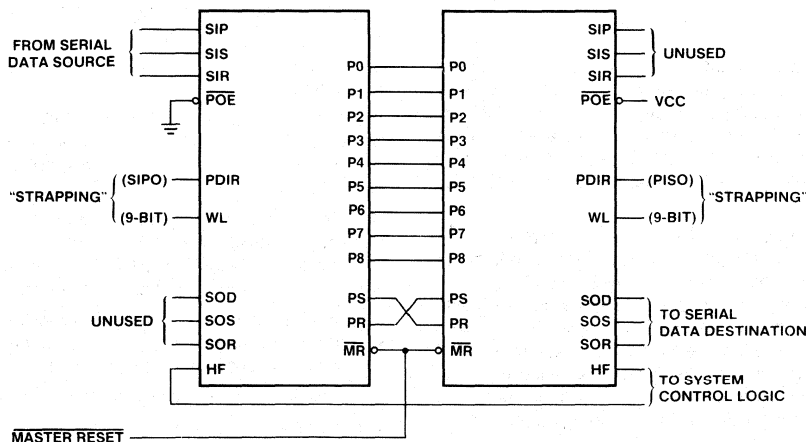 FROM SERIAL
DATA SOURCE
SIP
SIS
SIR
POE
"STRAPPING"
(SIPO)
PDIR
(9-BIT)
WL
UNUSED
SOD
SOS
SOR
HF
P0
P1
P2
P3
P4
P5
P6
P7
P8
PS
PR
MR
P0
P1
P2
P3
P4
P5
P6
P7
P8
PS
PR
MR
SIP
SIS
SIR
UNUSED
POE
VCC
PDIR
(PISO)
WL
(9-BIT)
"STRAPPING"
SOD
SOS
SOR
TO SERIAL
DATA DESTINATION
HF
TO SYSTEM
CONTROL LOGIC
MASTER RESET